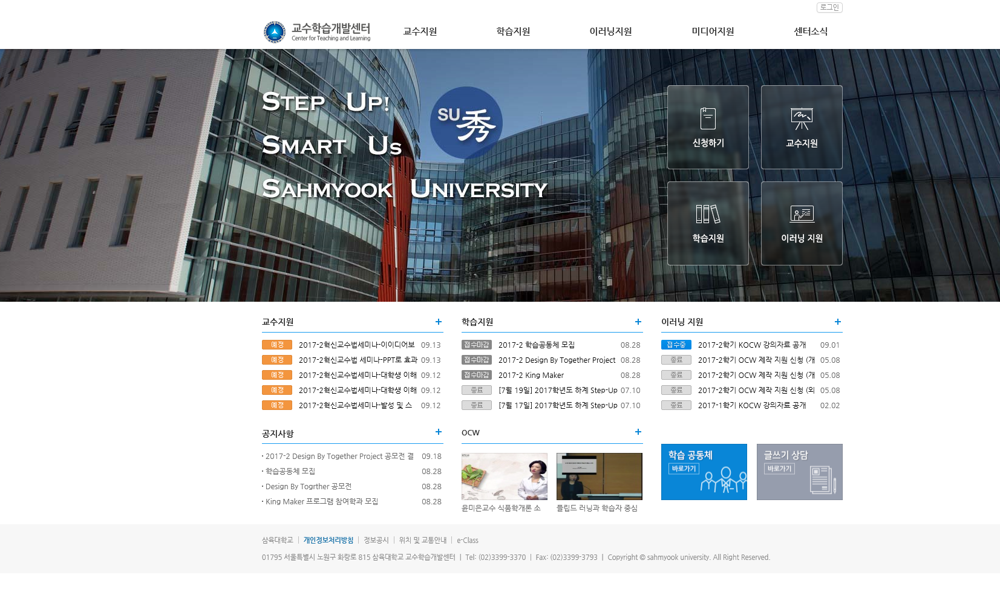 로그인
교수학습개발센터
Center for Teaching and Learning
교수지원
학습지원
이러닝지원
미디어지원
센터소식
STEP UP!
SMART US
SAHMYOOK UNIVERSITY
SU 秀
신청하기
교수지원
학습지원
이러닝 지원
교수지원
예정 2017-2혁신교수법세미나-이이디어보 09.13
예정 2017-2혁신교수법 세미나-PPT로 효과 09.13
예정 2017-2혁신교수법세미나-대학생 이해 09.12
예정 2017-2혁신교수법세미나-대학생 이해 09.12
예정 2017-2혁신교수법세미나-발성 및 스 09.12
학습지원
접수마감 2017-2 학습공동체 모집 08.28
접수마감 2017-2 Design By Together Project 08.28
접수마감 2017-2 King Maker 08.28
종료 [7월 19일] 2017학년도 하계 Step-Up 07.10
종료 [7월 17일] 2017학년도 하계 Step-Up 07.10
이러닝 지원
접수중 2017-2학기 KOCW 강의자료 공개 09.01
종료 2017-2학기 OCW 제작 지원 신청 (개 05.08
종료 2017-2학기 OCW 제작 지원 신청 (개 05.08
종료 2017-2학기 OCW 제작 지원 신청 (외 05.08
종료 2017-1학기 KOCW 강의자료 공개 02.02
공지사항
2017-2 Design By Together Project 공모전 결 09.18
학습공동체 모집 08.28
Design By Togrther 공모전 08.28
King Maker 프로그램 참여학과 모집 08.28
OCW
윤미은교수 식품학개론 소
플립드 러닝과 학습자 중심
학습 공동체
바로가기
글쓰기 상담
바로가기
삼육대학교 | 개인정보처리방침 | 정보공시 | 위치 및 교통안내 | e-Class
01795 서울특별시 노원구 화랑로 815 삼육대학교 교수학습개발센터 | Tel: (02)3399-3370 | Fax: (02)3399-3793 | Copyright © sahmyook university. All Right Reserved.